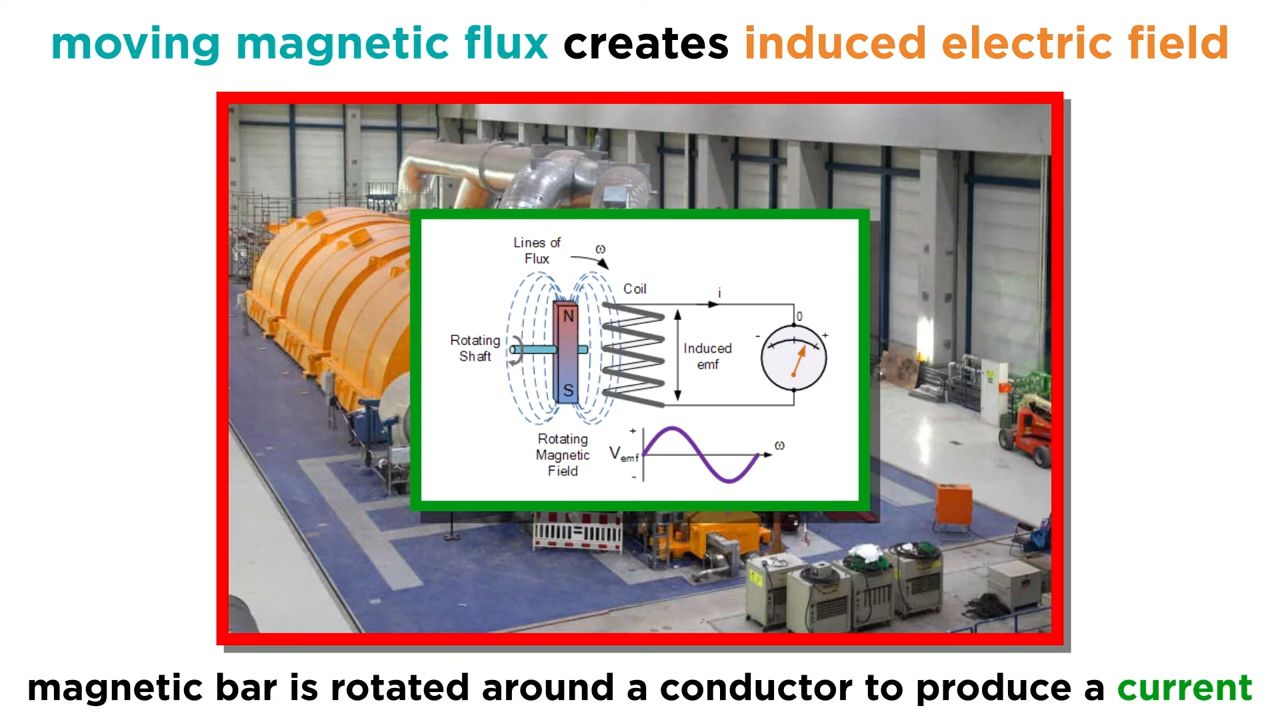 moving magnetic flux creates induced electric field
Lines of
Flux
ω
Coil
i
N
0
- +
Rotating
Shaft
Induced
emf
S
Rotating
Magnetic
Field
+
Vemf
ω
-
magnetic bar is rotated around a conductor to produce a current